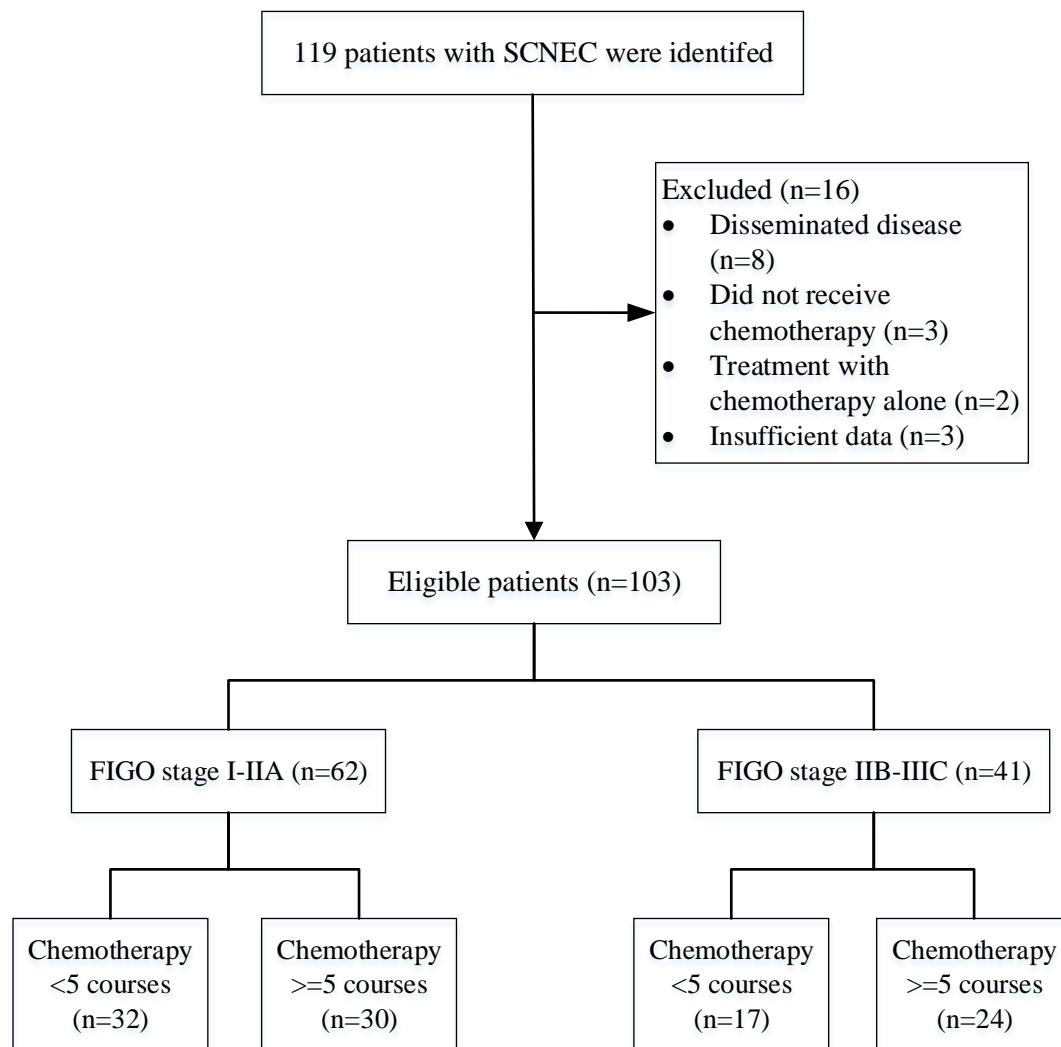 119 patients with SCNEC were identifed
Excluded (n=16)
• Disseminated disease
(n=8)
• Did not receive
chemotherapy (n=3)
• Treatment with
chemotherapy alone (n=2)
• Insufficient data (n=3)
Eligible patients (n=103)
FIGO stage I-IIA (n=62)
FIGO stage IIB-IIIC (n=41)
Chemotherapy
<5 courses
(n=32)
Chemotherapy
>=5 courses
(n=30)
Chemotherapy
<5 courses
(n=17)
Chemotherapy
>=5 courses
(n=24)